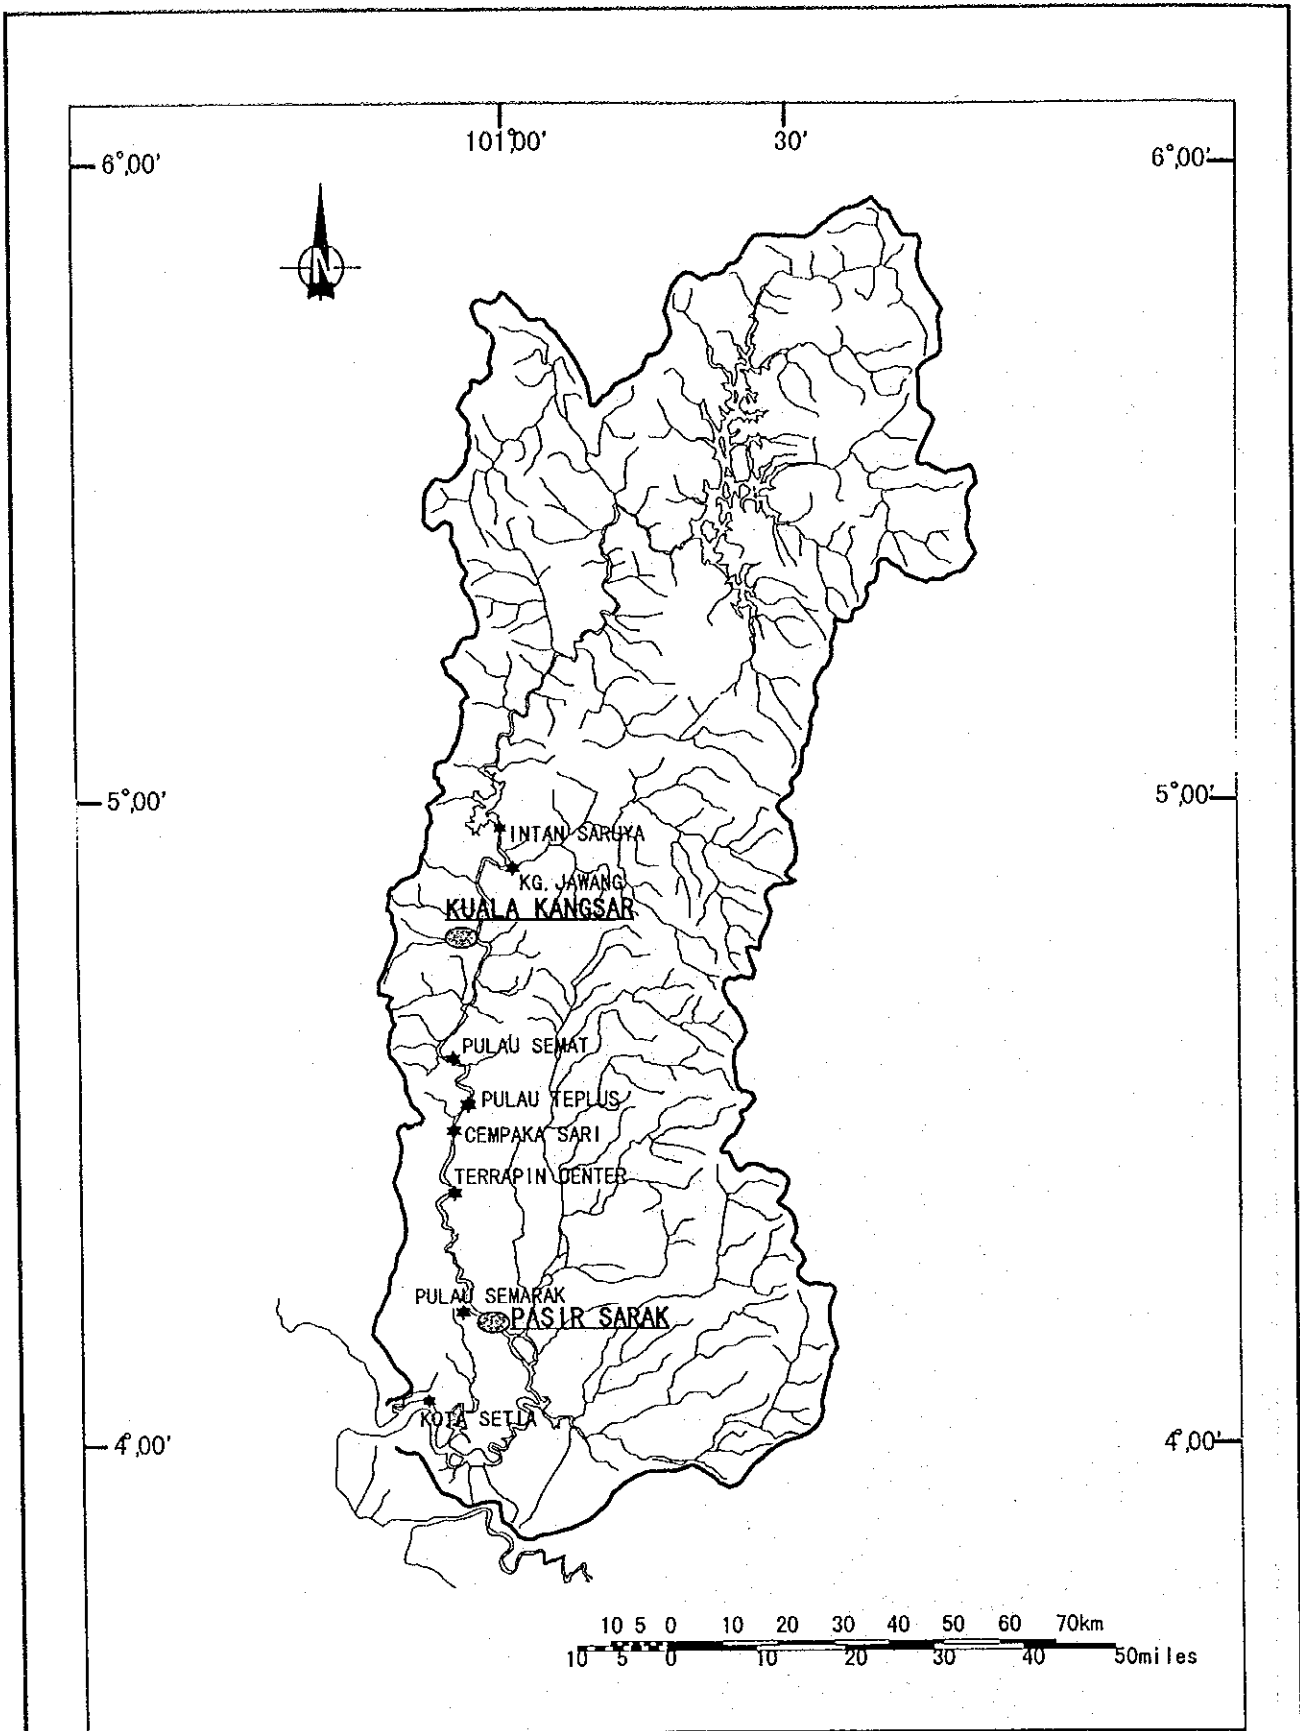 101°,00' 30'
6°,00' 6°,00'
N
5°,00' 5°,00'
INTAN SARUYA
KG. JAWANG
KUALA KANGSAR
PULAU SEMAT
PULAU TEPLUS
CEMPAKA SARI
TERRAPIN CENTER
PULAU SEMARAK
PASIR SARAK
KOTA SETIA
4°,00' 4°,00'
10 5 0 10 20 30 40 50 60 70km
10 5 0 10 20 30 40 50miles